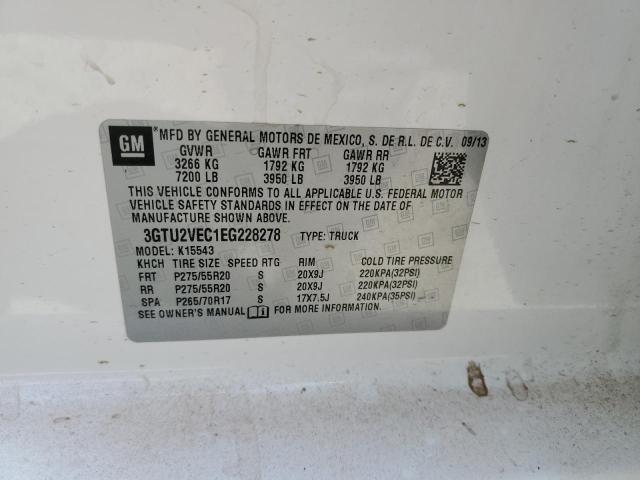 GM ® MFD BY GENERAL MOTORS DE MEXICO, S. DE R.L. DE C.V. 09/13
GVWR GAWR FRT GAWR RR
3266 KG 1792 KG 1792 KG
7200 LB 3950 LB 3950 LB
THIS VEHICLE CONFORMS TO ALL APPLICABLE U.S. FEDERAL MOTOR
VEHICLE SAFETY STANDARDS IN EFFECT ON THE DATE OF
MANUFACTURE SHOWN ABOVE.
3GTU2VEC1EG228278 TYPE: TRUCK
MODEL: K15543
KHCH TIRE SIZE SPEED RTG RIM COLD TIRE PRESSURE
FRT P275/55R20 S 20X9J 220KPA(32PSI)
RR P275/55R20 S 20X9J 220KPA(32PSI)
SPA P265/70R17 S 17X7.5J 240KPA(35PSI)
SEE OWNER'S MANUAL FOR MORE INFORMATION.